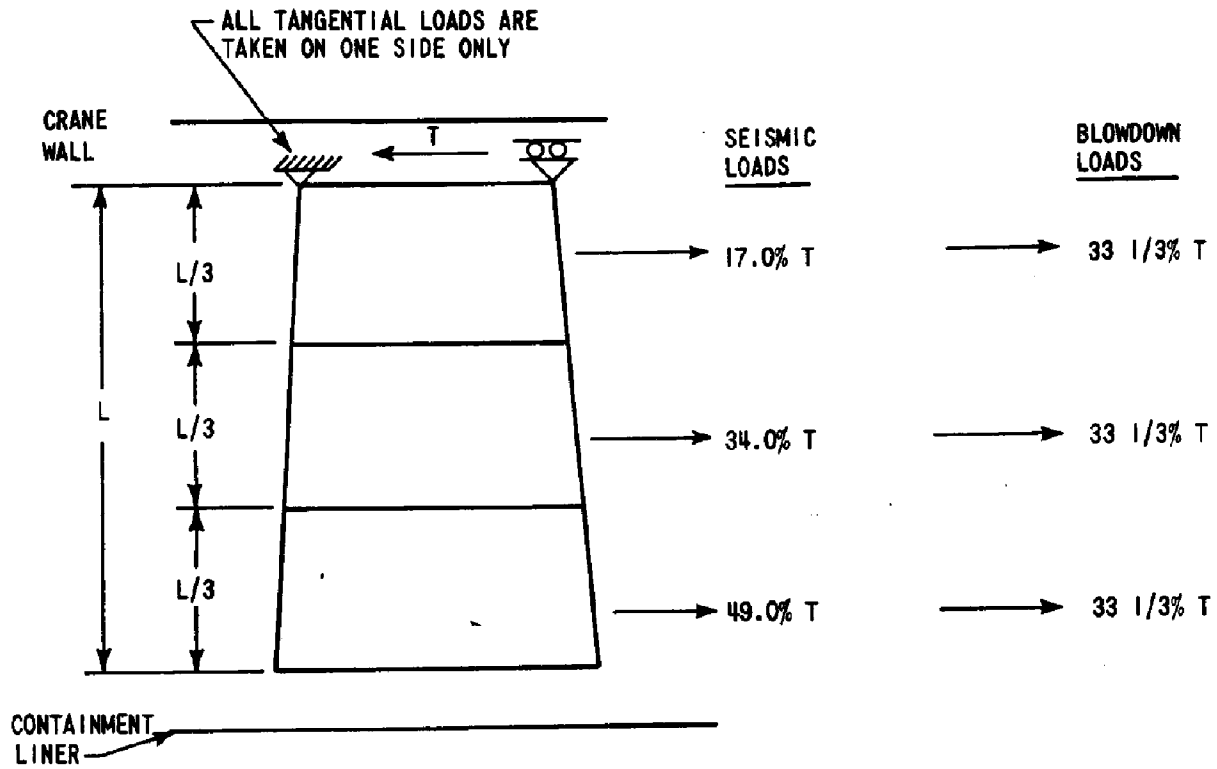 ALL TANGENTIAL LOADS ARE
TAKEN ON ONE SIDE ONLY
CRANE
WALL
T
SEISMIC
LOADS
BLOWDOWN
LOADS
L/3
17.0% T
33 1/3% T
L
L/3
34.0% T
33 1/3% T
L/3
49.0% T
33 1/3% T
CONTAINMENT
LINER